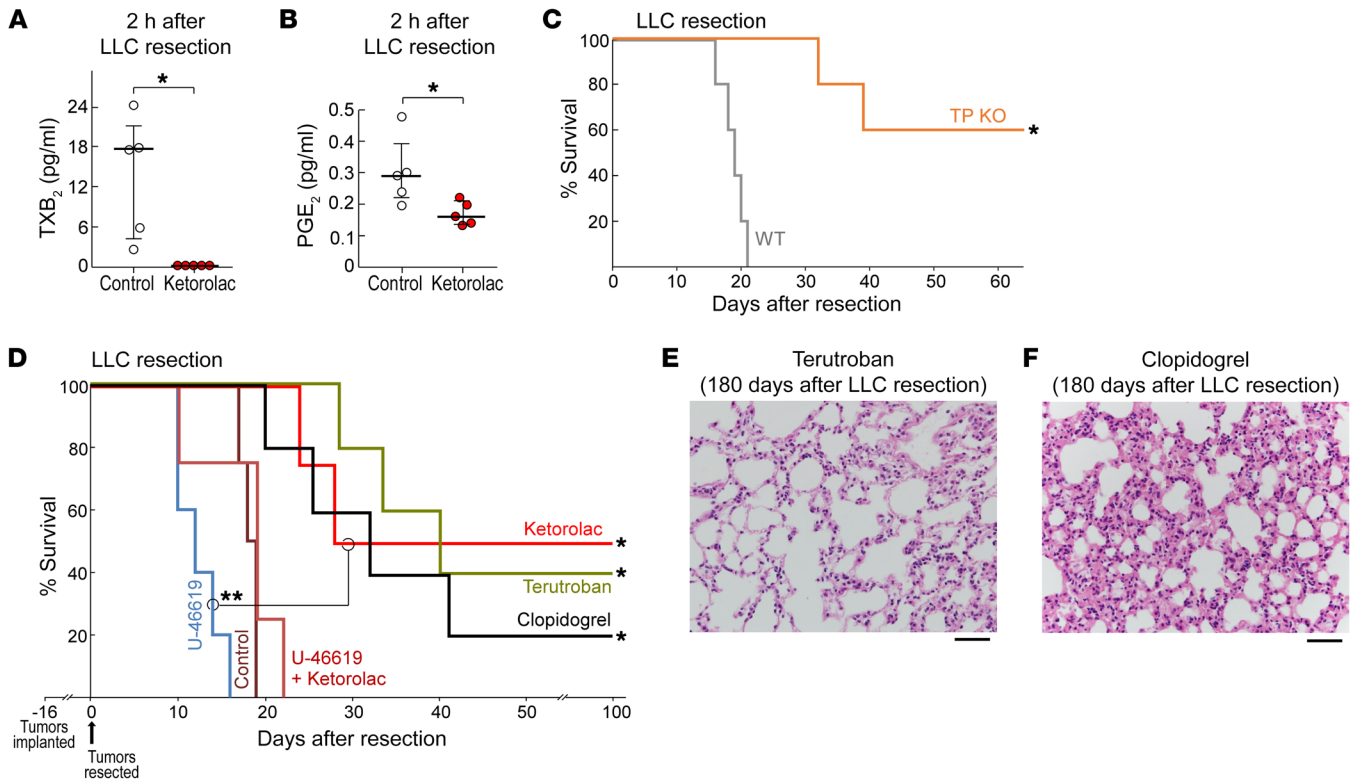 A
2 h after
LLC resection
*
TXB2 (pg/ml)
24
18
12
6
0
Control
Ketorolac
B
2 h after
LLC resection
*
PGE2 (pg/ml)
0.5
0.4
0.3
0.2
0.1
0
Control
Ketorolac
C
LLC resection
% Survival
100
80
60
40
20
TP KO
*
WT
0
10
20
30
40
50
60
Days after resection
D
LLC resection
% Survival
100
80
60
40
20
Ketorolac
*
*
Terutroban
Clopidogrel
*
**
U-46619
Control
U-46619
+ Ketorolac
-16
0
10
20
30
40
50
100
Tumors
implanted
Tumors
resected
Days after resection
E
Terutroban
(180 days after LLC resection)
F
Clopidogrel
(180 days after LLC resection)